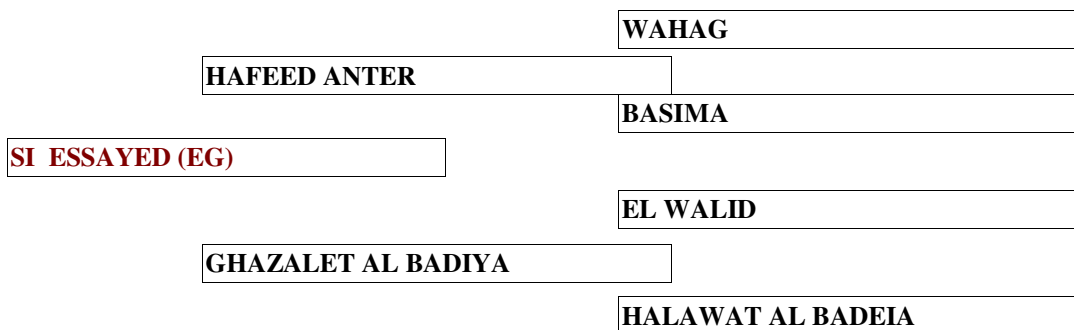 WAHAG
HAFEED ANTER
BASIMA
SI ESSAYED (EG)
EL WALID
GHAZALET AL BADIYA
HALAWAT AL BADEIA